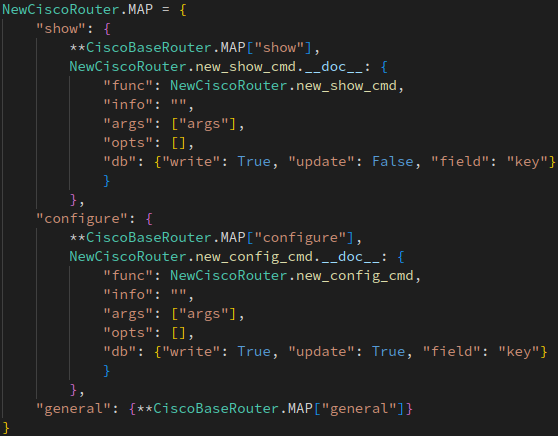 NewCiscoRouter.MAP = {
    "show": {
        **CiscoBaseRouter.MAP["show"],
        NewCiscoRouter.new_show_cmd.__doc__: {
            "func": NewCiscoRouter.new_show_cmd,
            "info": "",
            "args": ["args"],
            "opts": [],
            "db": {"write": True, "update": False, "field": "key"}
            }
        },
    "configure": {
        **CiscoBaseRouter.MAP["configure"],
        NewCiscoRouter.new_config_cmd.__doc__: {
            "func": NewCiscoRouter.new_config_cmd,
            "info": "",
            "args": ["args"],
            "opts": [],
            "db": {"write": True, "update": True, "field": "key"}
            }
        },
    "general": {**CiscoBaseRouter.MAP["general"]}
}